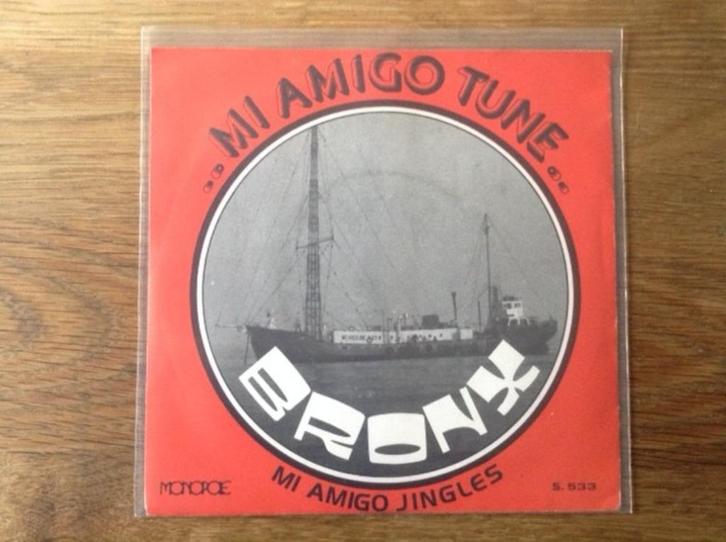 MI AMIGO TUNE
BRONX
MI AMIGO JINGLES
MONOPOLE
S. 533